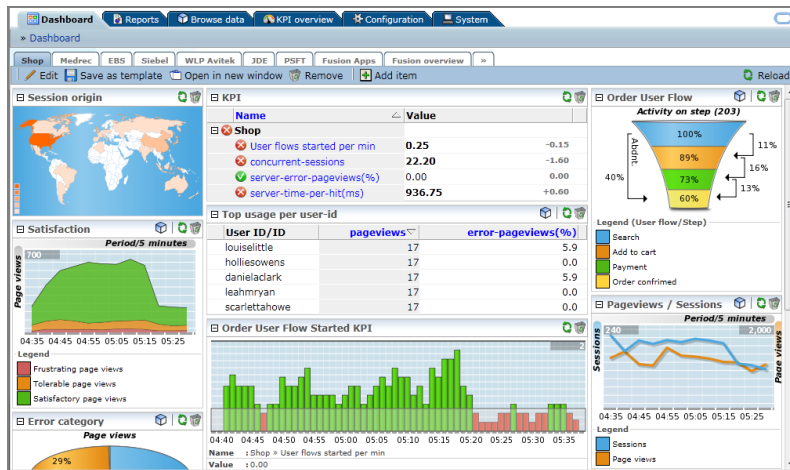 Dashboard Reports Browse data KPI overview Configuration System
» Dashboard
Shop Medrec EBS Siebel WLP Avitek JDE PSFT Fusion Apps Fusion overview »
Edit Save as template Open in new window Remove Add item Reload
Session origin
KPI
Name Value
Shop
User flows started per min 0.25 -0.15
concurrent-sessions 22.20 -1.60
server-error-pageviews(%) 0.00 0.00
server-time-per-hit(ms) 936.75 +0.60
Order User Flow
Activity on step (203)
100%
89%
73%
60%
Abdnt.
40%
11%
16%
13%
Legend (User flow/Step)
Search
Add to cart
Payment
Order confrimed
Satisfaction
Period/5 minutes
700
Page views
04:35 04:45 04:55 05:05 05:15 05:25
Legend
Frustrating page views
Tolerable page views
Satisfactory page views
Top usage per user-id
User ID/ID pageviews error-pageviews(%)
louiselittle 17 5.9
holliesowens 17 0.0
danielaclark 17 5.9
leahmryan 17 0.0
scarlettahowe 17 0.0
Order User Flow Started KPI
2
04:40 04:45 04:50 04:55 05:00 05:05 05:10 05:15 05:20 05:25 05:30 05:35
Name : Shop » User flows started per min
Value : 0.00
Pageviews / Sessions
Period/5 minutes
240 2,000
Sessions
Page views
04:35 04:45 04:55 05:05 05:15 05:25
Legend
Sessions
Page views
Error category
Page views
29%